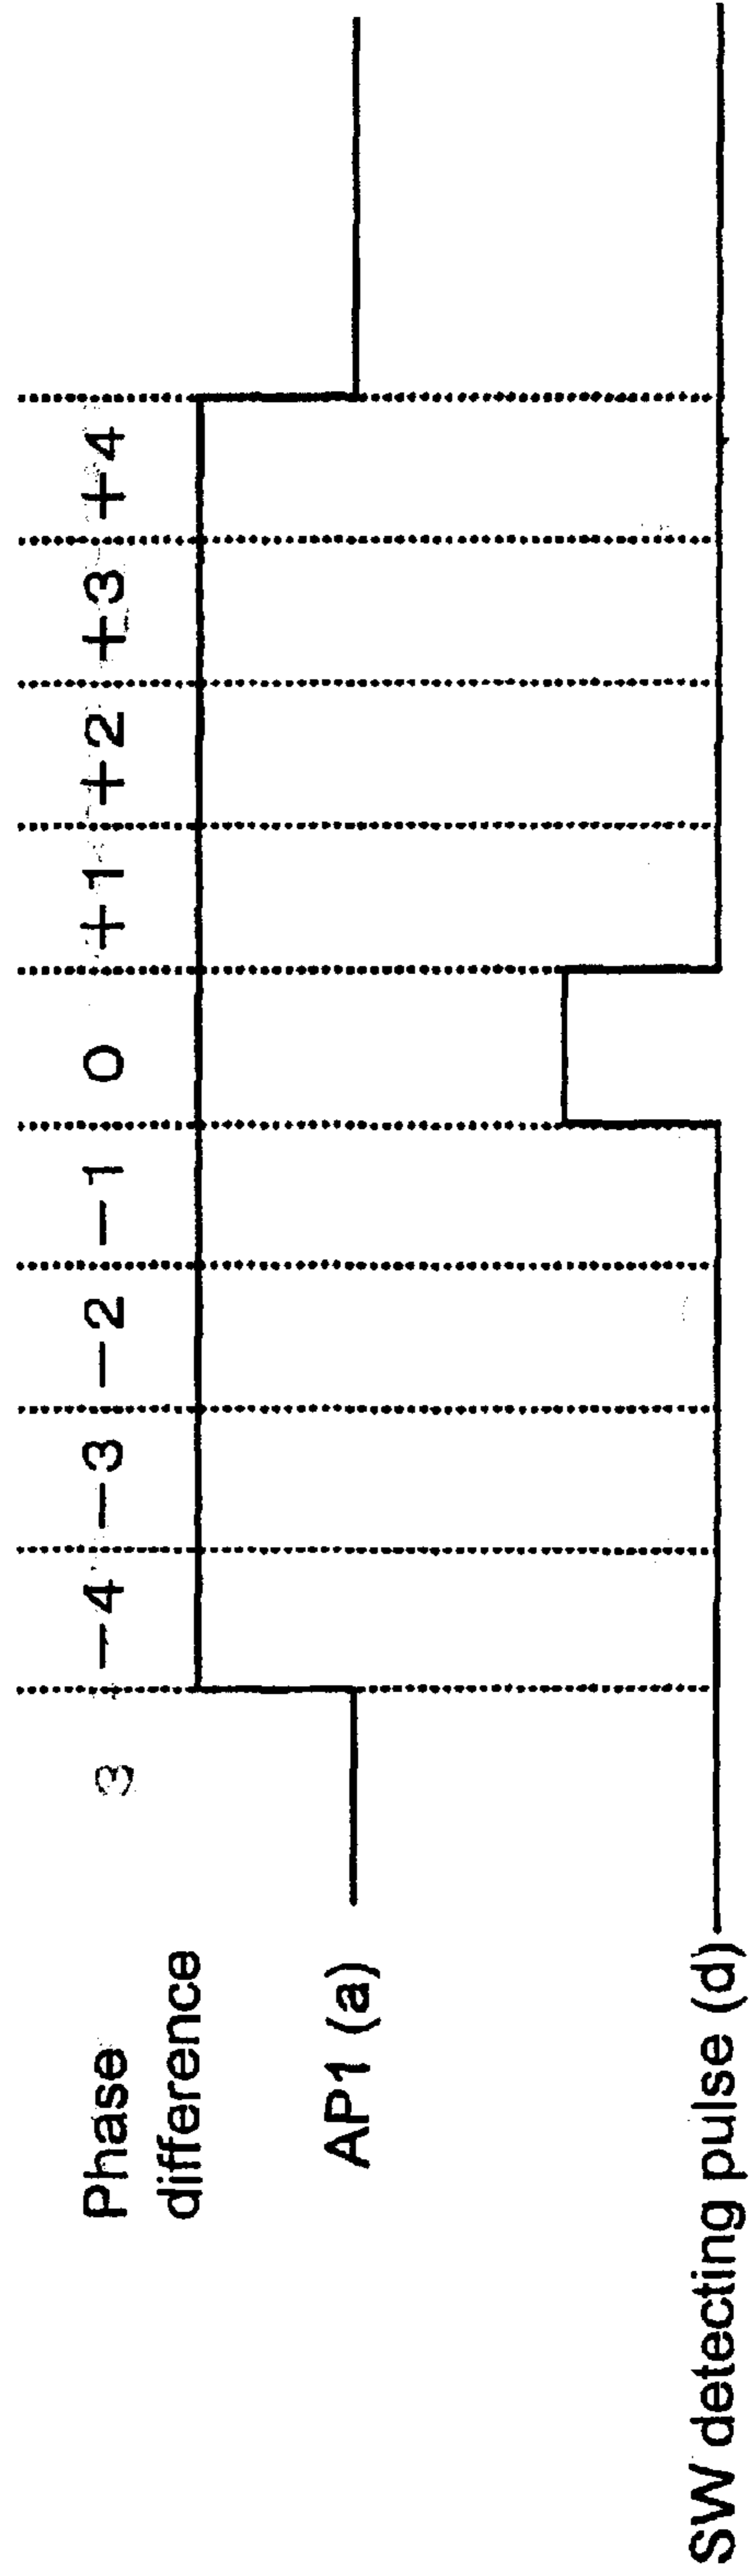 Phase
difference
−4 −3 −2 −1 0 +1 +2 +3 +4
AP1 (a)
SW detecting pulse (d)